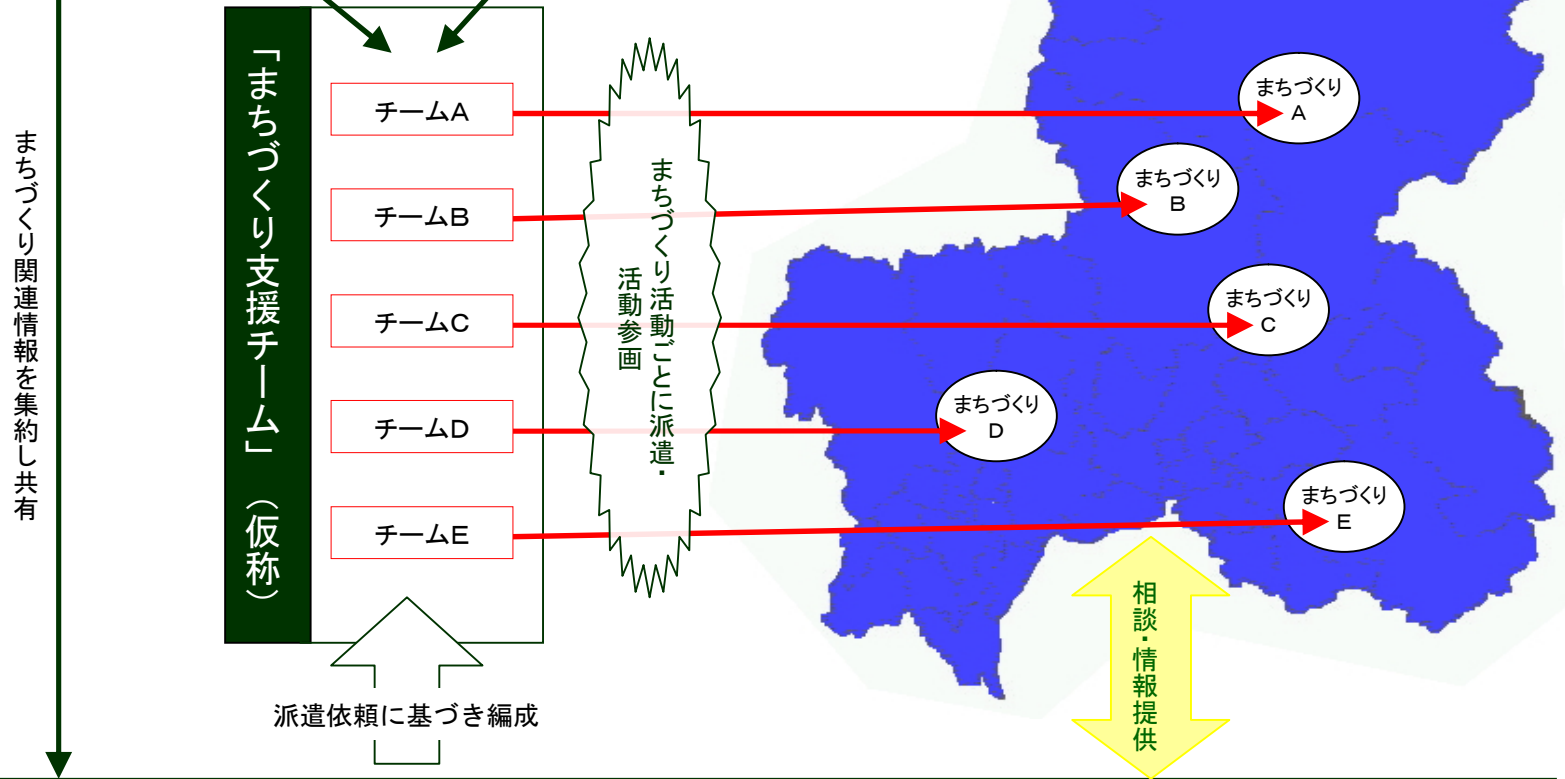 まちづくり関連情報を集約し共有
「まちづくり支援チーム」（仮称）
チームA
チームB
チームC
チームD
チームE
派遣依頼に基づき編成
まちづくり活動ごとに派遣・
活動参画
まちづくり
A
まちづくり
B
まちづくり
C
まちづくり
D
まちづくり
E
相談・情報提供